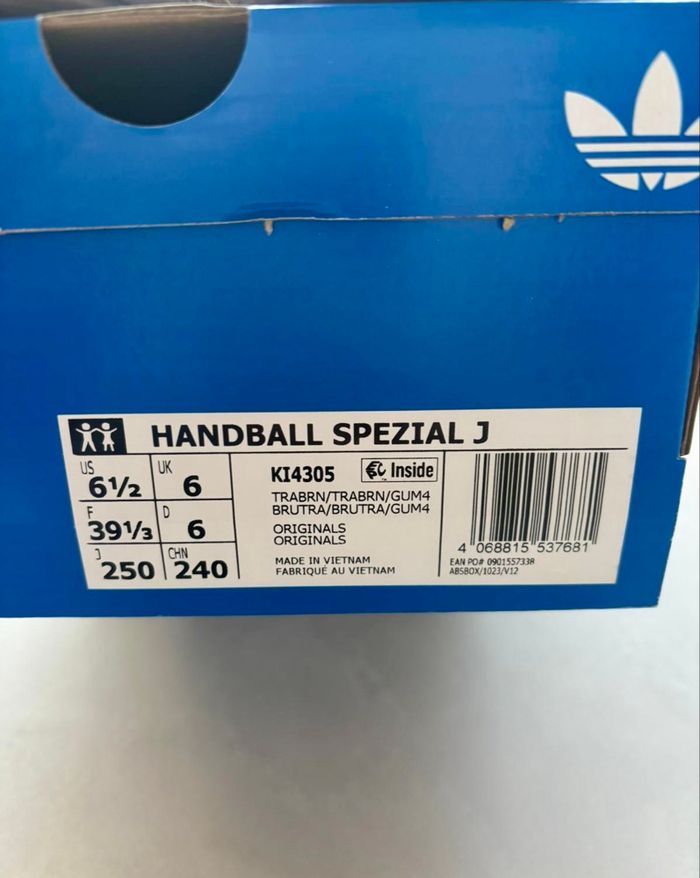 HANDBALL SPEZIAL J
US
6½
UK
6
F
39⅓
D
6
J
250
CHN
240
KI4305
Inside
TRABRN/TRABRN/GUM4
BRUTRA/BRUTRA/GUM4
ORIGINALS
ORIGINALS
MADE IN VIETNAM
FABRIQUÉ AU VIETNAM
4 068815 537681
EAN PO# 0901557338
ABSBOX/1023/V12